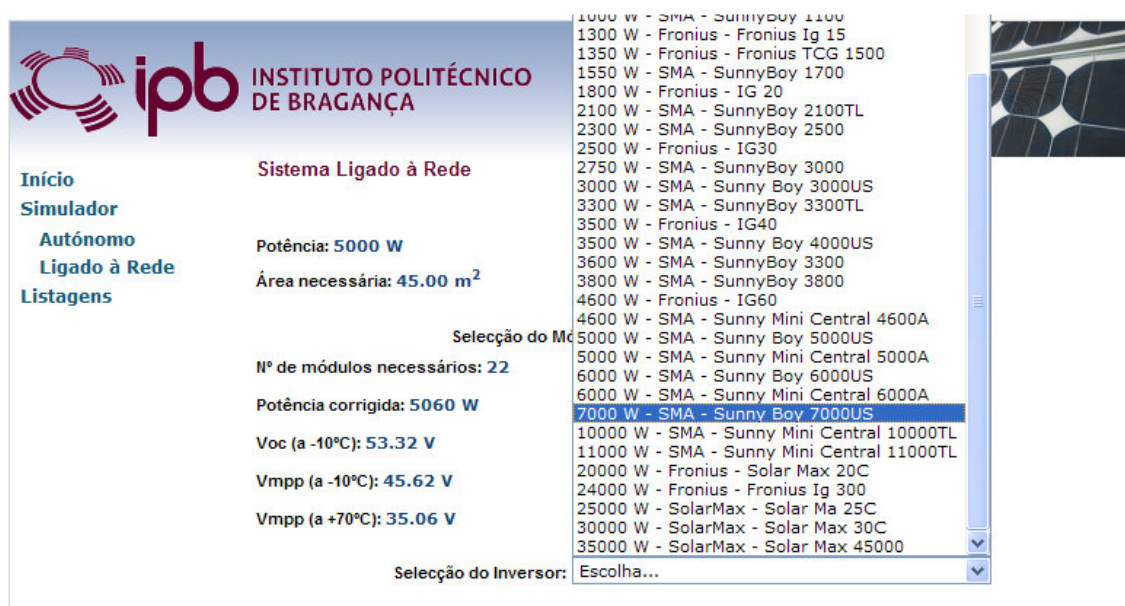 ipb INSTITUTO POLITÉCNICO
DE BRAGANÇA
Início
Simulador
Autónomo
Ligado à Rede
Listagens
Sistema Ligado à Rede
Potência: 5000 W
Área necessária: 45.00 m²
Selecção do Mó
Nº de módulos necessários: 22
Potência corrigida: 5060 W
Voc (a -10ºC): 53.32 V
Vmpp (a -10ºC): 45.62 V
Vmpp (a +70ºC): 35.06 V
Selecção do Inversor: Escolha...
1000 W - SMA - SunnyBoy 1100
1300 W - Fronius - Fronius Ig 15
1350 W - Fronius - Fronius TCG 1500
1550 W - SMA - SunnyBoy 1700
1800 W - Fronius - IG 20
2100 W - SMA - SunnyBoy 2100TL
2300 W - SMA - SunnyBoy 2500
2500 W - Fronius - IG30
2750 W - SMA - SunnyBoy 3000
3000 W - SMA - Sunny Boy 3000US
3300 W - SMA - SunnyBoy 3300TL
3500 W - Fronius - IG40
3500 W - SMA - Sunny Boy 4000US
3600 W - SMA - SunnyBoy 3300
3800 W - SMA - SunnyBoy 3800
4600 W - Fronius - IG60
4600 W - SMA - Sunny Mini Central 4600A
5000 W - SMA - Sunny Boy 5000US
5000 W - SMA - Sunny Mini Central 5000A
6000 W - SMA - Sunny Boy 6000US
6000 W - SMA - Sunny Mini Central 6000A
7000 W - SMA - Sunny Boy 7000US
10000 W - SMA - Sunny Mini Central 10000TL
11000 W - SMA - Sunny Mini Central 11000TL
20000 W - Fronius - Solar Max 20C
24000 W - Fronius - Fronius Ig 300
25000 W - SolarMax - Solar Ma 25C
30000 W - SolarMax - Solar Max 30C
35000 W - SolarMax - Solar Max 45000